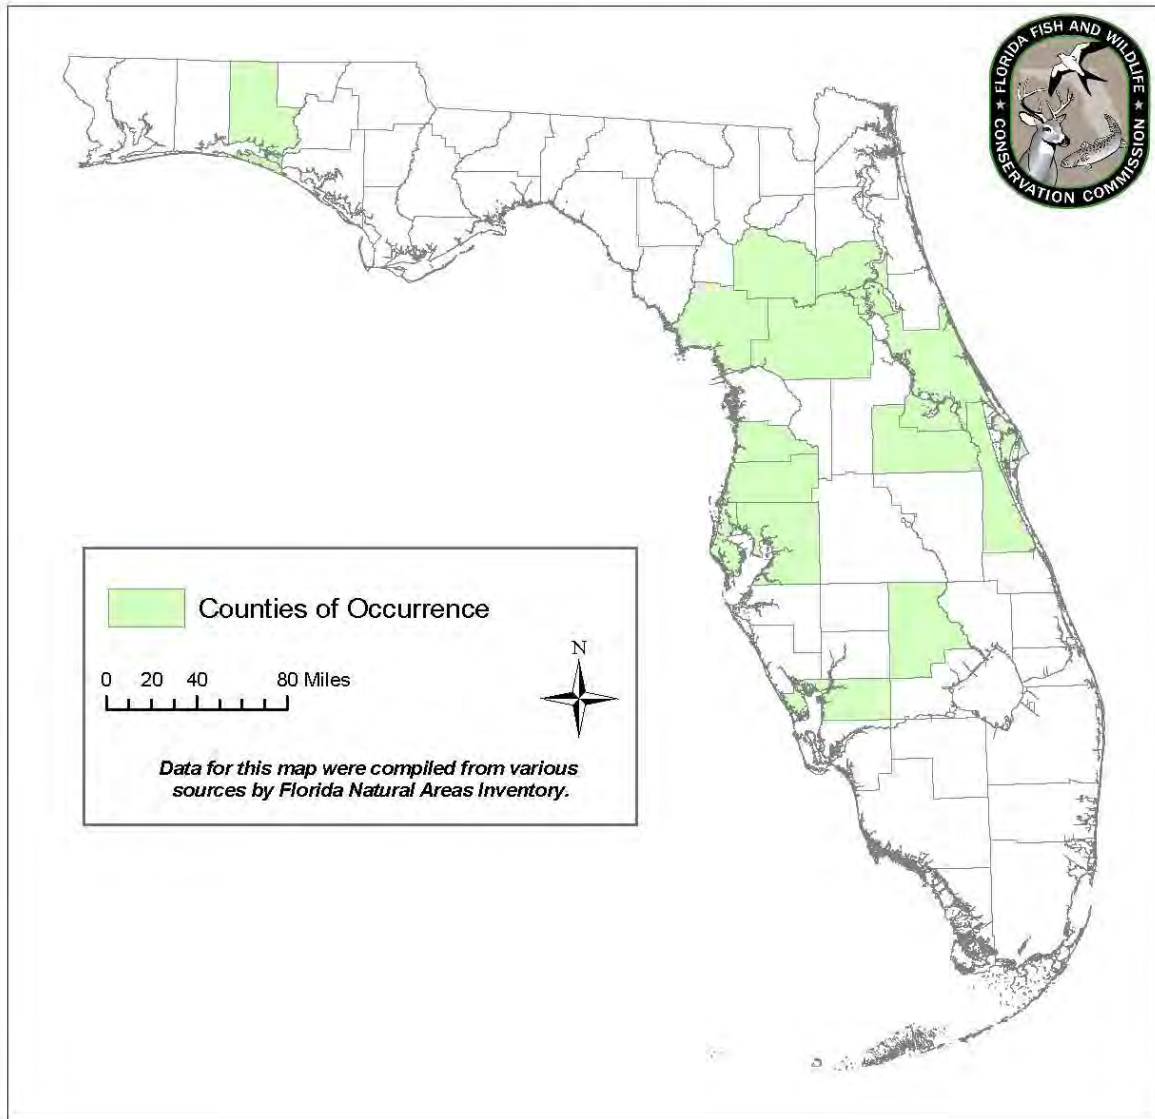 ★ FLORIDA FISH AND WILDLIFE ★
CONSERVATION COMMISSION
Counties of Occurrence
N
0 20 40 80 Miles
Data for this map were compiled from various
sources by Florida Natural Areas Inventory.